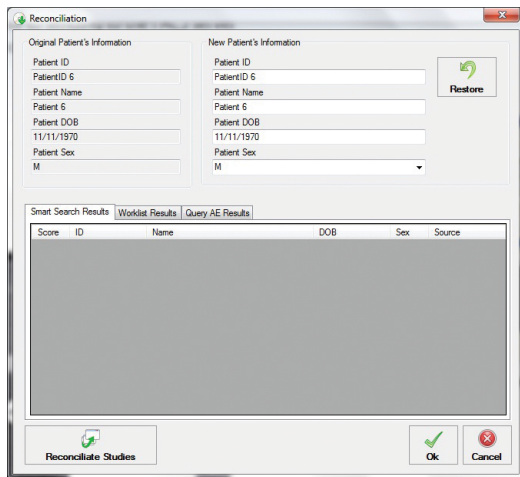 Reconciliation
Original Patient's Information
Patient ID
PatientID 6
Patient Name
Patient 6
Patient DOB
11/11/1970
Patient Sex
M
New Patient's Information
Patient ID
PatientID 6
Patient Name
Patient 6
Patient DOB
11/11/1970
Patient Sex
M
Restore
Smart Search Results Worklist Results Query AE Results
Score ID Name DOB Sex Source
Reconciliate Studies
Ok Cancel